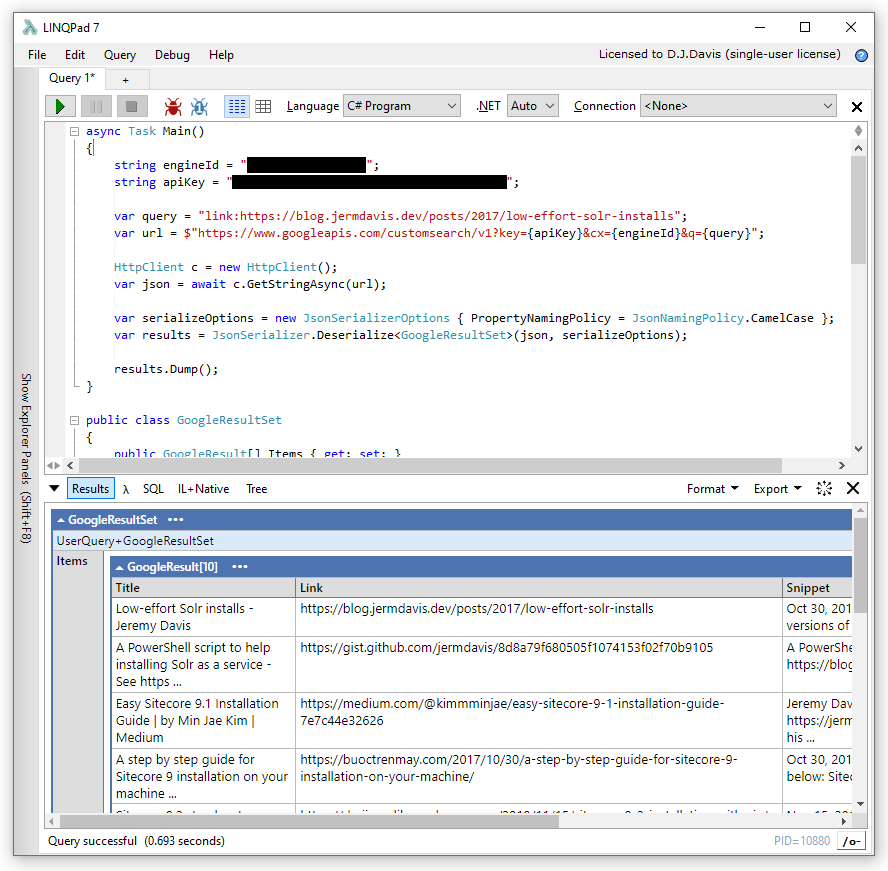 LINQPad 7
File Edit Query Debug Help Licensed to D.J.Davis (single-user license) ?
Query 1* +
Language C# Program .NET Auto Connection <None>
async Task Main()
{
string engineId = "";
string apiKey = "";
var query = "link:https://blog.jermdavis.dev/posts/2017/low-effort-solr-installs";
var url = $"https://www.googleapis.com/customsearch/v1?key={apiKey}&cx={engineId}&q={query}";
HttpClient c = new HttpClient();
var json = await c.GetStringAsync(url);
var serializeOptions = new JsonSerializerOptions { PropertyNamingPolicy = JsonNamingPolicy.CamelCase };
var results = JsonSerializer.Deserialize<GoogleResultSet>(json, serializeOptions);
results.Dump();
}
public class GoogleResultSet
{
public GoogleResult[] Items { get; set; }
Show Explorer Panels (Shift+F8)
Results λ SQL IL+Native Tree Format Export
GoogleResultSet •••
UserQuery+GoogleResultSet
Items
GoogleResult[10] •••
Title Link Snippet
Low-effort Solr installs - https://blog.jermdavis.dev/posts/2017/low-effort-solr-installs Oct 30, 201
Jeremy Davis versions of
A PowerShell script to help https://gist.github.com/jermdavis/8d8a79f680505f1074153f02f70b9105 A PowerShe
installing Solr as a service - https://blog
See https ...
Easy Sitecore 9.1 Installation https://medium.com/@kimmminjae/easy-sitecore-9-1-installation-guide- Jeremy Dav
Guide | by Min Jae Kim | 7e7c44e32626 https://jerm
Medium his ...
A step by step guide for https://buoctrenmay.com/2017/10/30/a-step-by-step-guide-for-sitecore-9- Oct 30, 201
Sitecore 9 installation on your installation-on-your-machine/ below: Sitec
machine ...
Query successful (0.693 seconds) PID=10880 /o-